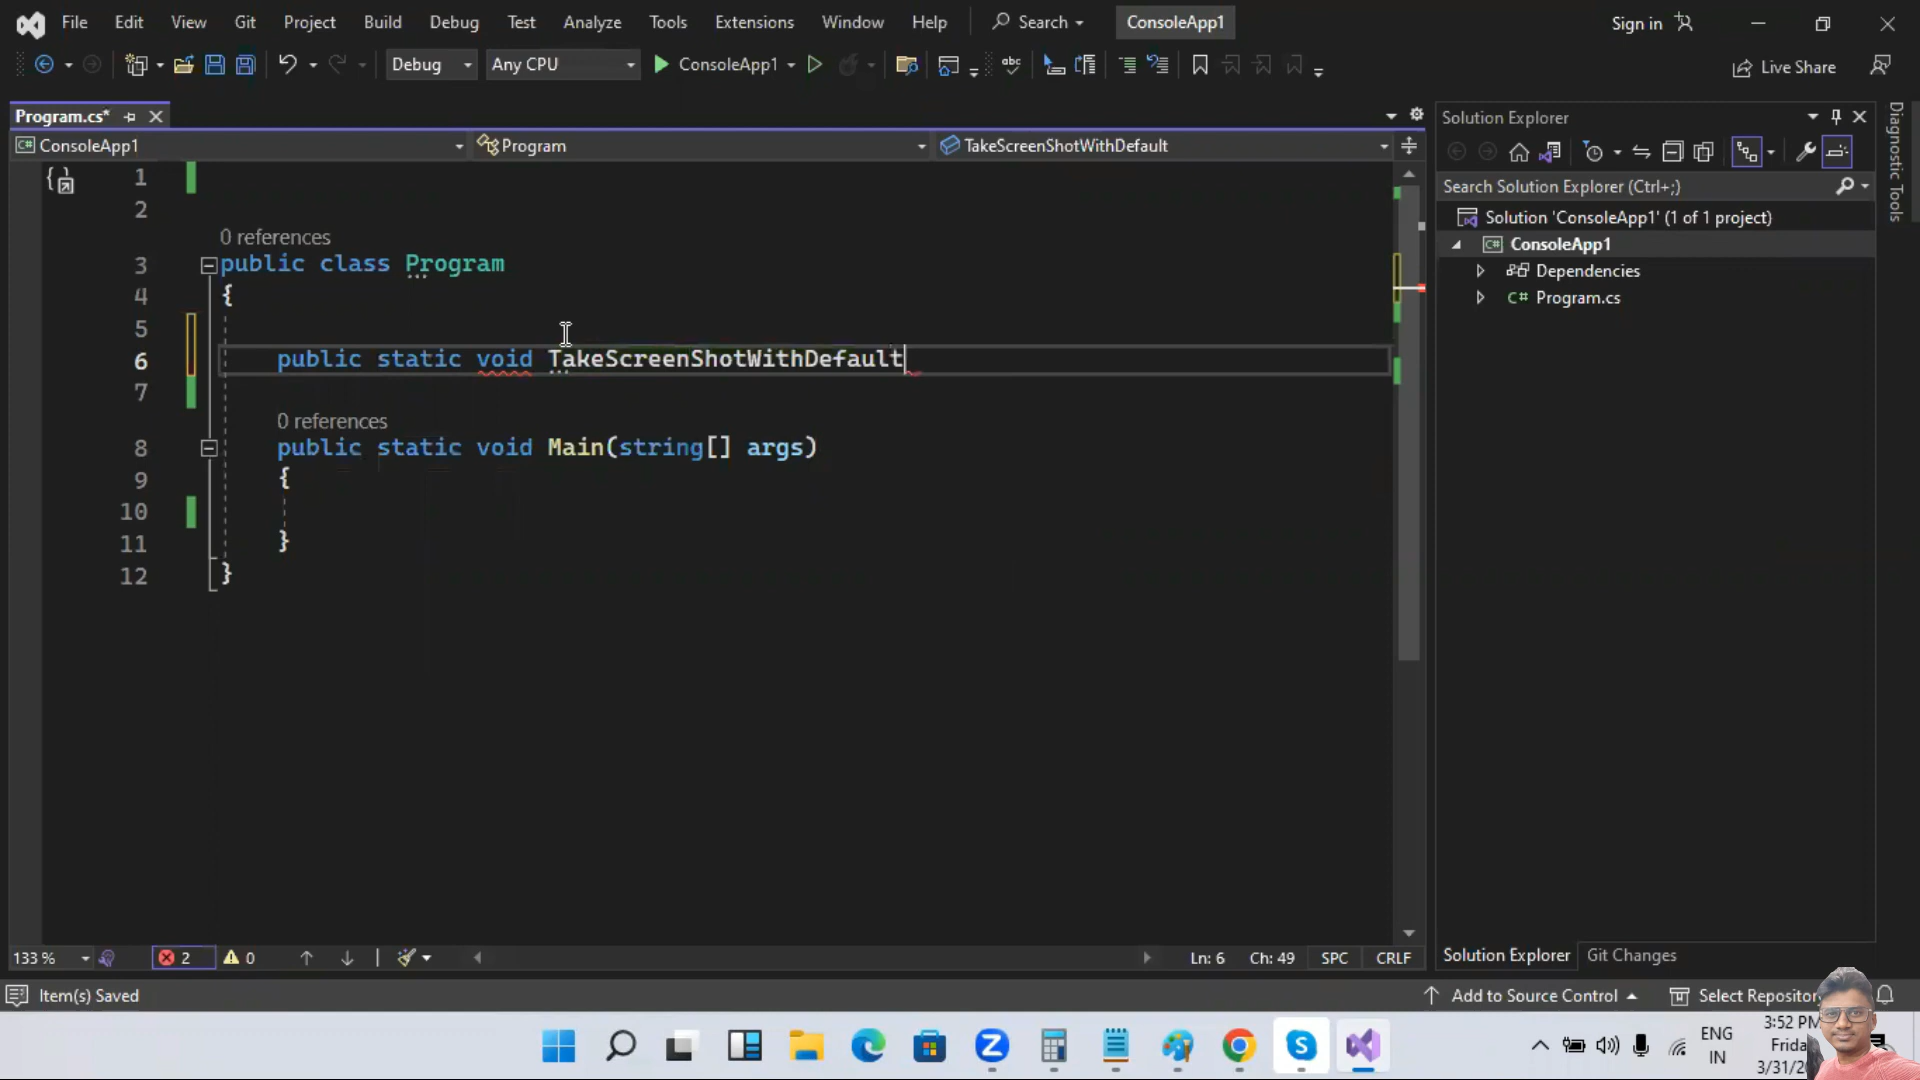 File Edit View Git Project Build Debug Test Analyze Tools Extensions Window Help Search ConsoleApp1 Sign in
Debug Any CPU ConsoleApp1 Live Share
Program.cs*
ConsoleApp1 Program TakeScreenShotWithDefault
1
2
0 references
3 public class Program
4 {
5
6 public static void TakeScreenShotWithDefault
7
0 references
8 public static void Main(string[] args)
9 {
10
11 }
12 }
133 % 2 0 Ln: 6 Ch: 49 SPC CRLF
Solution Explorer
Search Solution Explorer (Ctrl+;)
Solution 'ConsoleApp1' (1 of 1 project)
ConsoleApp1
Dependencies
C# Program.cs
Solution Explorer Git Changes
Diagnostic Tools
Item(s) Saved Add to Source Control Select
ENG
IN
3:52